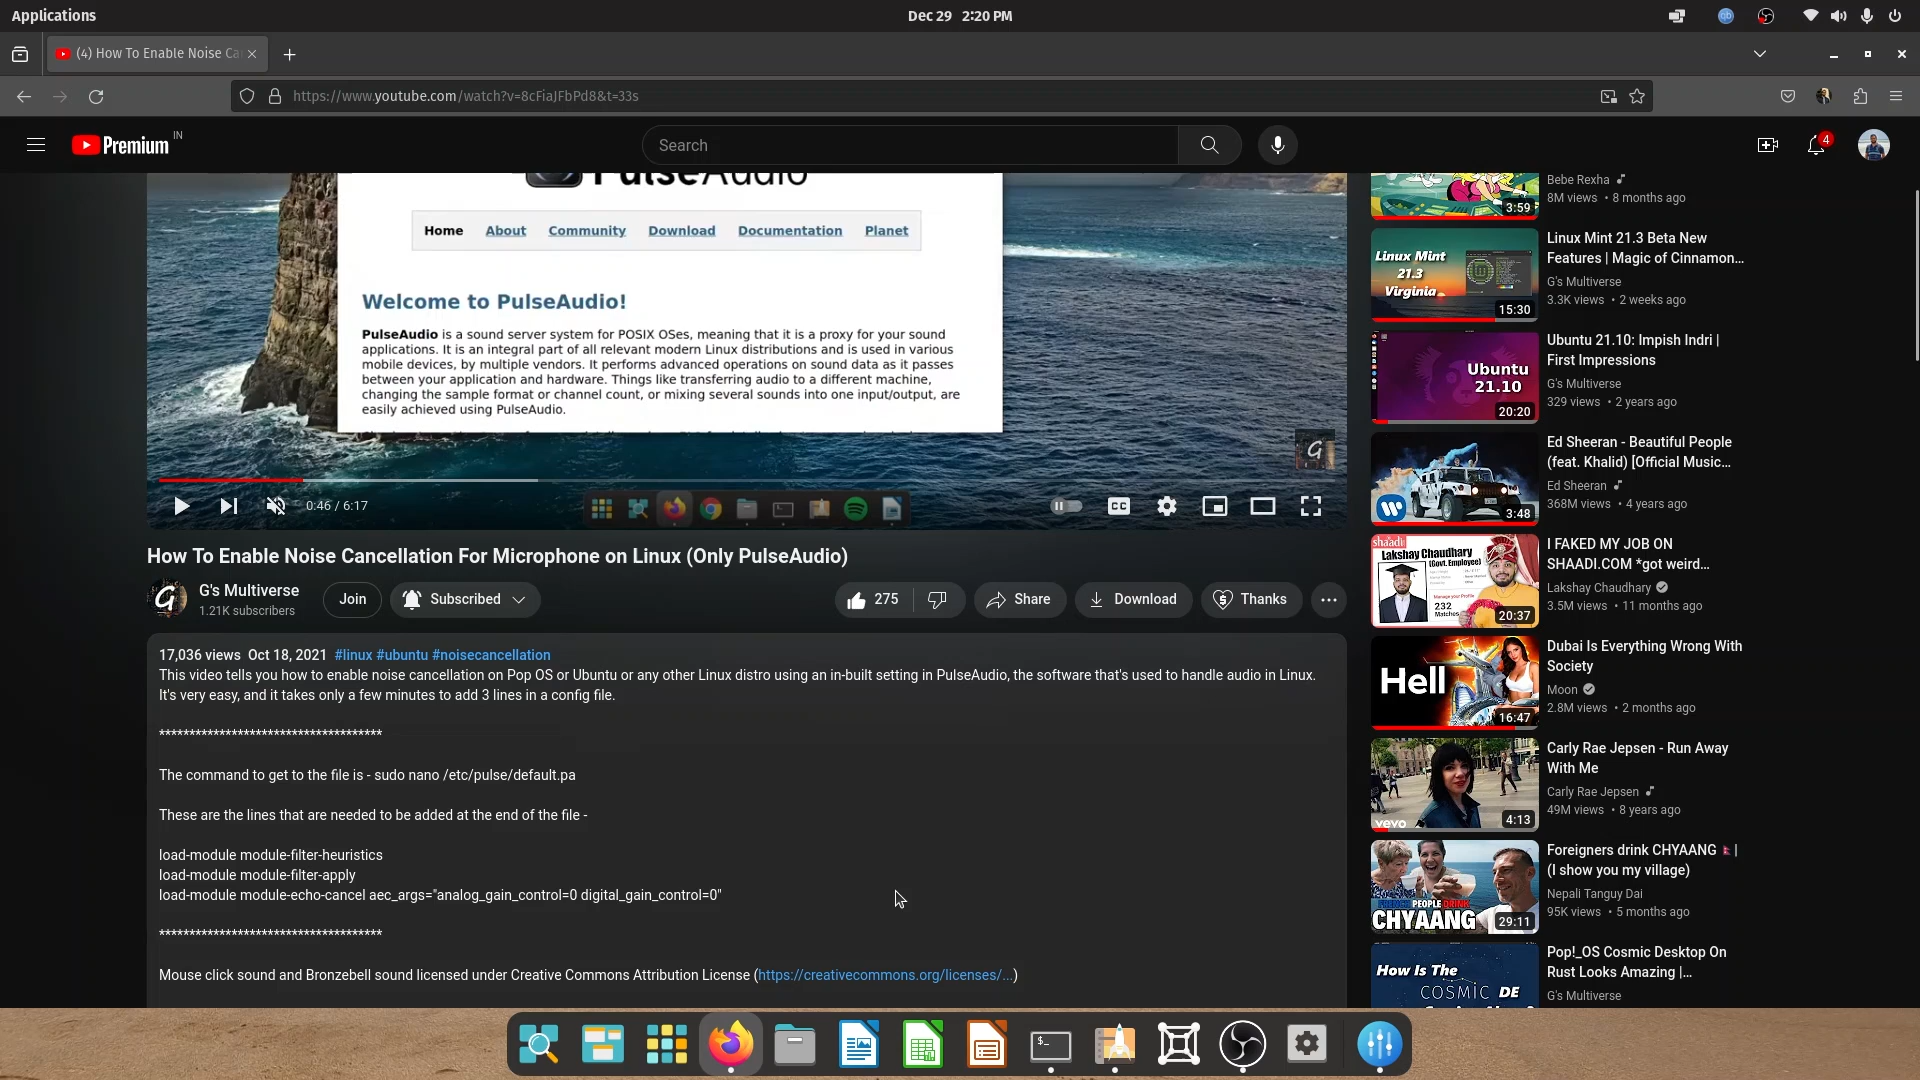 Applications
Dec 29 2:20 PM
(4) How To Enable Noise Ca
https://www.youtube.com/watch?v=8cFiaJFbPd8&t=33s
Premium
IN
Search
4
PulseAudio
Home About Community Download Documentation Planet
Welcome to PulseAudio!
PulseAudio is a sound server system for POSIX OSes, meaning that it is a proxy for your sound
applications. It is an integral part of all relevant modern Linux distributions and is used in various
mobile devices, by multiple vendors. It performs advanced operations on sound data as it passes
between your application and hardware. Things like transferring audio to a different machine,
changing the sample format or channel count, or mixing several sounds into one input/output, are
easily achieved using PulseAudio.
G
0:46 / 6:17
CC
How To Enable Noise Cancellation For Microphone on Linux (Only PulseAudio)
G
G's Multiverse
1.21K subscribers
Join
Subscribed
275
Share
Download
Thanks
17,036 views Oct 18, 2021 #linux #ubuntu #noisecancellation
This video tells you how to enable noise cancellation on Pop OS or Ubuntu or any other Linux distro using an in-built setting in PulseAudio, the software that's used to handle audio in Linux.
It's very easy, and it takes only a few minutes to add 3 lines in a config file.
*************************************
The command to get to the file is - sudo nano /etc/pulse/default.pa
These are the lines that are needed to be added at the end of the file -
load-module module-filter-heuristics
load-module module-filter-apply
load-module module-echo-cancel aec_args="analog_gain_control=0 digital_gain_control=0"
*************************************
Mouse click sound and Bronzebell sound licensed under Creative Commons Attribution License (https://creativecommons.org/licenses/...)
3:59
Bebe Rexha
8M views • 8 months ago
Linux Mint
21.3
Virginia
15:30
Linux Mint 21.3 Beta New
Features | Magic of Cinnamon...
G's Multiverse
3.3K views • 2 weeks ago
Ubuntu
21.10
20:20
Ubuntu 21.10: Impish Indri |
First Impressions
G's Multiverse
329 views • 2 years ago
3:48
Ed Sheeran - Beautiful People
(feat. Khalid) [Official Music...
Ed Sheeran
368M views • 4 years ago
shaadi
Lakshay Chaudhary
(Govt. Employee)
232
Matches
20:37
I FAKED MY JOB ON
SHAADI.COM *got weird...
Lakshay Chaudhary
3.5M views • 11 months ago
Hell
16:47
Dubai Is Everything Wrong With
Society
Moon
2.8M views • 2 months ago
vevo
4:13
Carly Rae Jepsen - Run Away
With Me
Carly Rae Jepsen
49M views • 8 years ago
PEOPLE DRINK
CHYAANG
29:11
Foreigners drink CHYAANG |
(I show you my village)
Nepali Tanguy Dai
95K views • 5 months ago
How Is The
COSMIC DE
Pop!_OS Cosmic Desktop On
Rust Looks Amazing |...
G's Multiverse